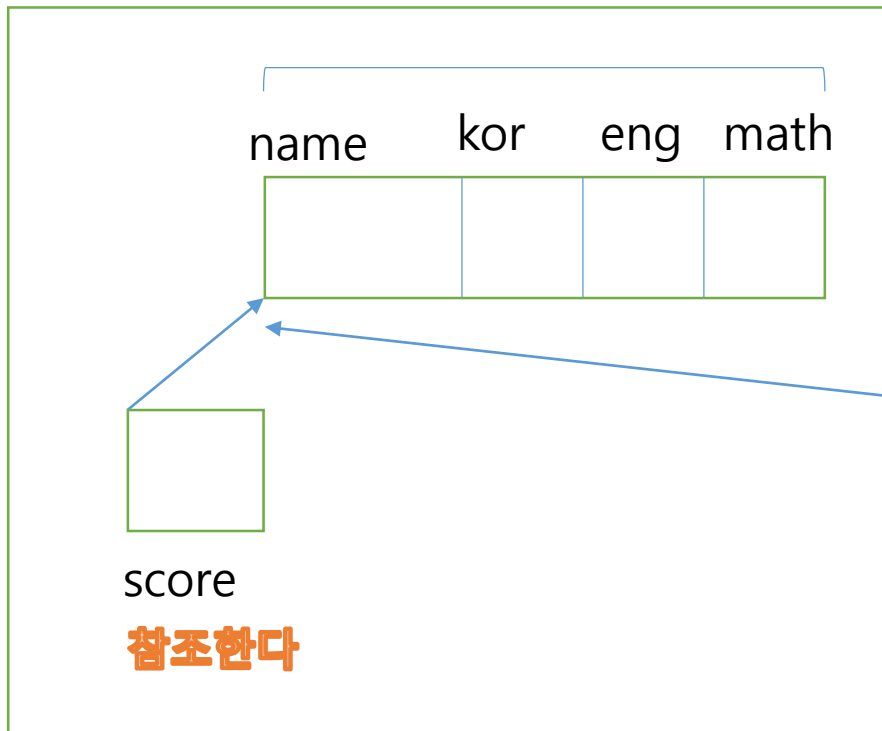 name kor eng math
score
참조한다